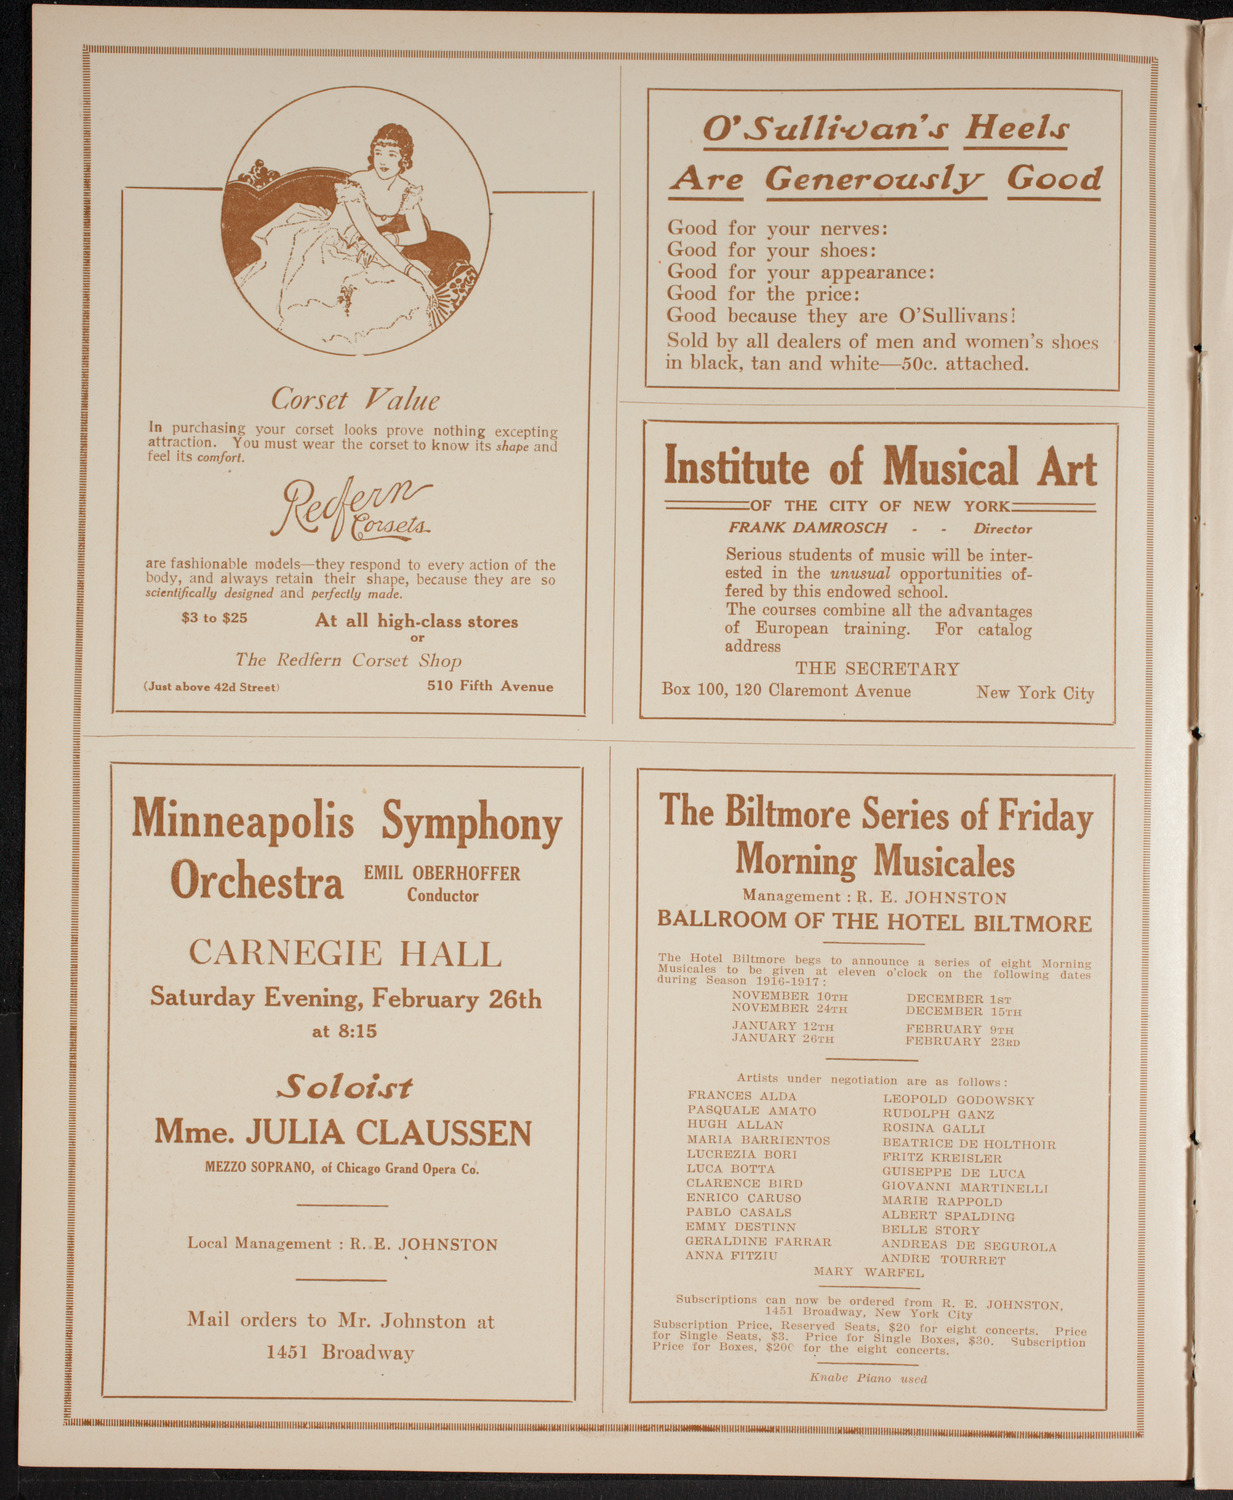 Corset Value
In purchasing your corset looks prove nothing excepting
attraction. You must wear the corset to know its shape and
feel its comfort.
Redfern
Corsets
are fashionable models—they respond to every action of the
body, and always retain their shape, because they are so
scientifically designed and perfectly made.
$3 to $25 At all high-class stores
or
The Redfern Corset Shop
(Just above 42d Street) 510 Fifth Avenue
O'Sullivan's Heels
Are Generously Good
Good for your nerves:
Good for your shoes:
Good for your appearance:
Good for the price:
Good because they are O'Sullivans!
Sold by all dealers of men and women's shoes
in black, tan and white—50c. attached.
Institute of Musical Art
OF THE CITY OF NEW YORK
FRANK DAMROSCH - - Director
Serious students of music will be inter-
ested in the unusual opportunities of-
fered by this endowed school.
The courses combine all the advantages
of European training. For catalog
address
THE SECRETARY
Box 100, 120 Claremont Avenue New York City
Minneapolis Symphony
Orchestra EMIL OBERHOFFER
Conductor
CARNEGIE HALL
Saturday Evening, February 26th
at 8:15
Soloist
Mme. JULIA CLAUSSEN
MEZZO SOPRANO, of Chicago Grand Opera Co.
Local Management : R. E. JOHNSTON
Mail orders to Mr. Johnston at
1451 Broadway
The Biltmore Series of Friday
Morning Musicales
Management : R. E. JOHNSTON
BALLROOM OF THE HOTEL BILTMORE
The Hotel Biltmore begs to announce a series of eight Morning
Musicales to be given at eleven o'clock on the following dates
during Season 1916-1917 :
NOVEMBER 10TH DECEMBER 1ST
NOVEMBER 24TH DECEMBER 15TH
JANUARY 12TH FEBRUARY 9TH
JANUARY 26TH FEBRUARY 23RD
Artists under negotiation are as follows :
FRANCES ALDA LEOPOLD GODOWSKY
PASQUALE AMATO RUDOLPH GANZ
HUGH ALLAN ROSINA GALLI
MARIA BARRIENTOS BEATRICE DE HOLTHOIR
LUCREZIA BORI FRITZ KREISLER
LUCA BOTTA GUISEPPE DE LUCA
CLARENCE BIRD GIOVANNI MARTINELLI
ENRICO CARUSO MARIE RAPPOLD
PABLO CASALS ALBERT SPALDING
EMMY DESTINN BELLE STORY
GERALDINE FARRAR ANDREAS DE SEGUROLA
ANNA FITZIU ANDRE TOURRET
MARY WARFEL
Subscriptions can now be ordered from R. E. JOHNSTON,
1451 Broadway, New York City
Subscription Price, Reserved Seats, $20 for eight concerts. Price
for Single Seats, $3. Price for Single Boxes, $30. Subscription
Price for Boxes, $200 for the eight concerts.
Knabe Piano used